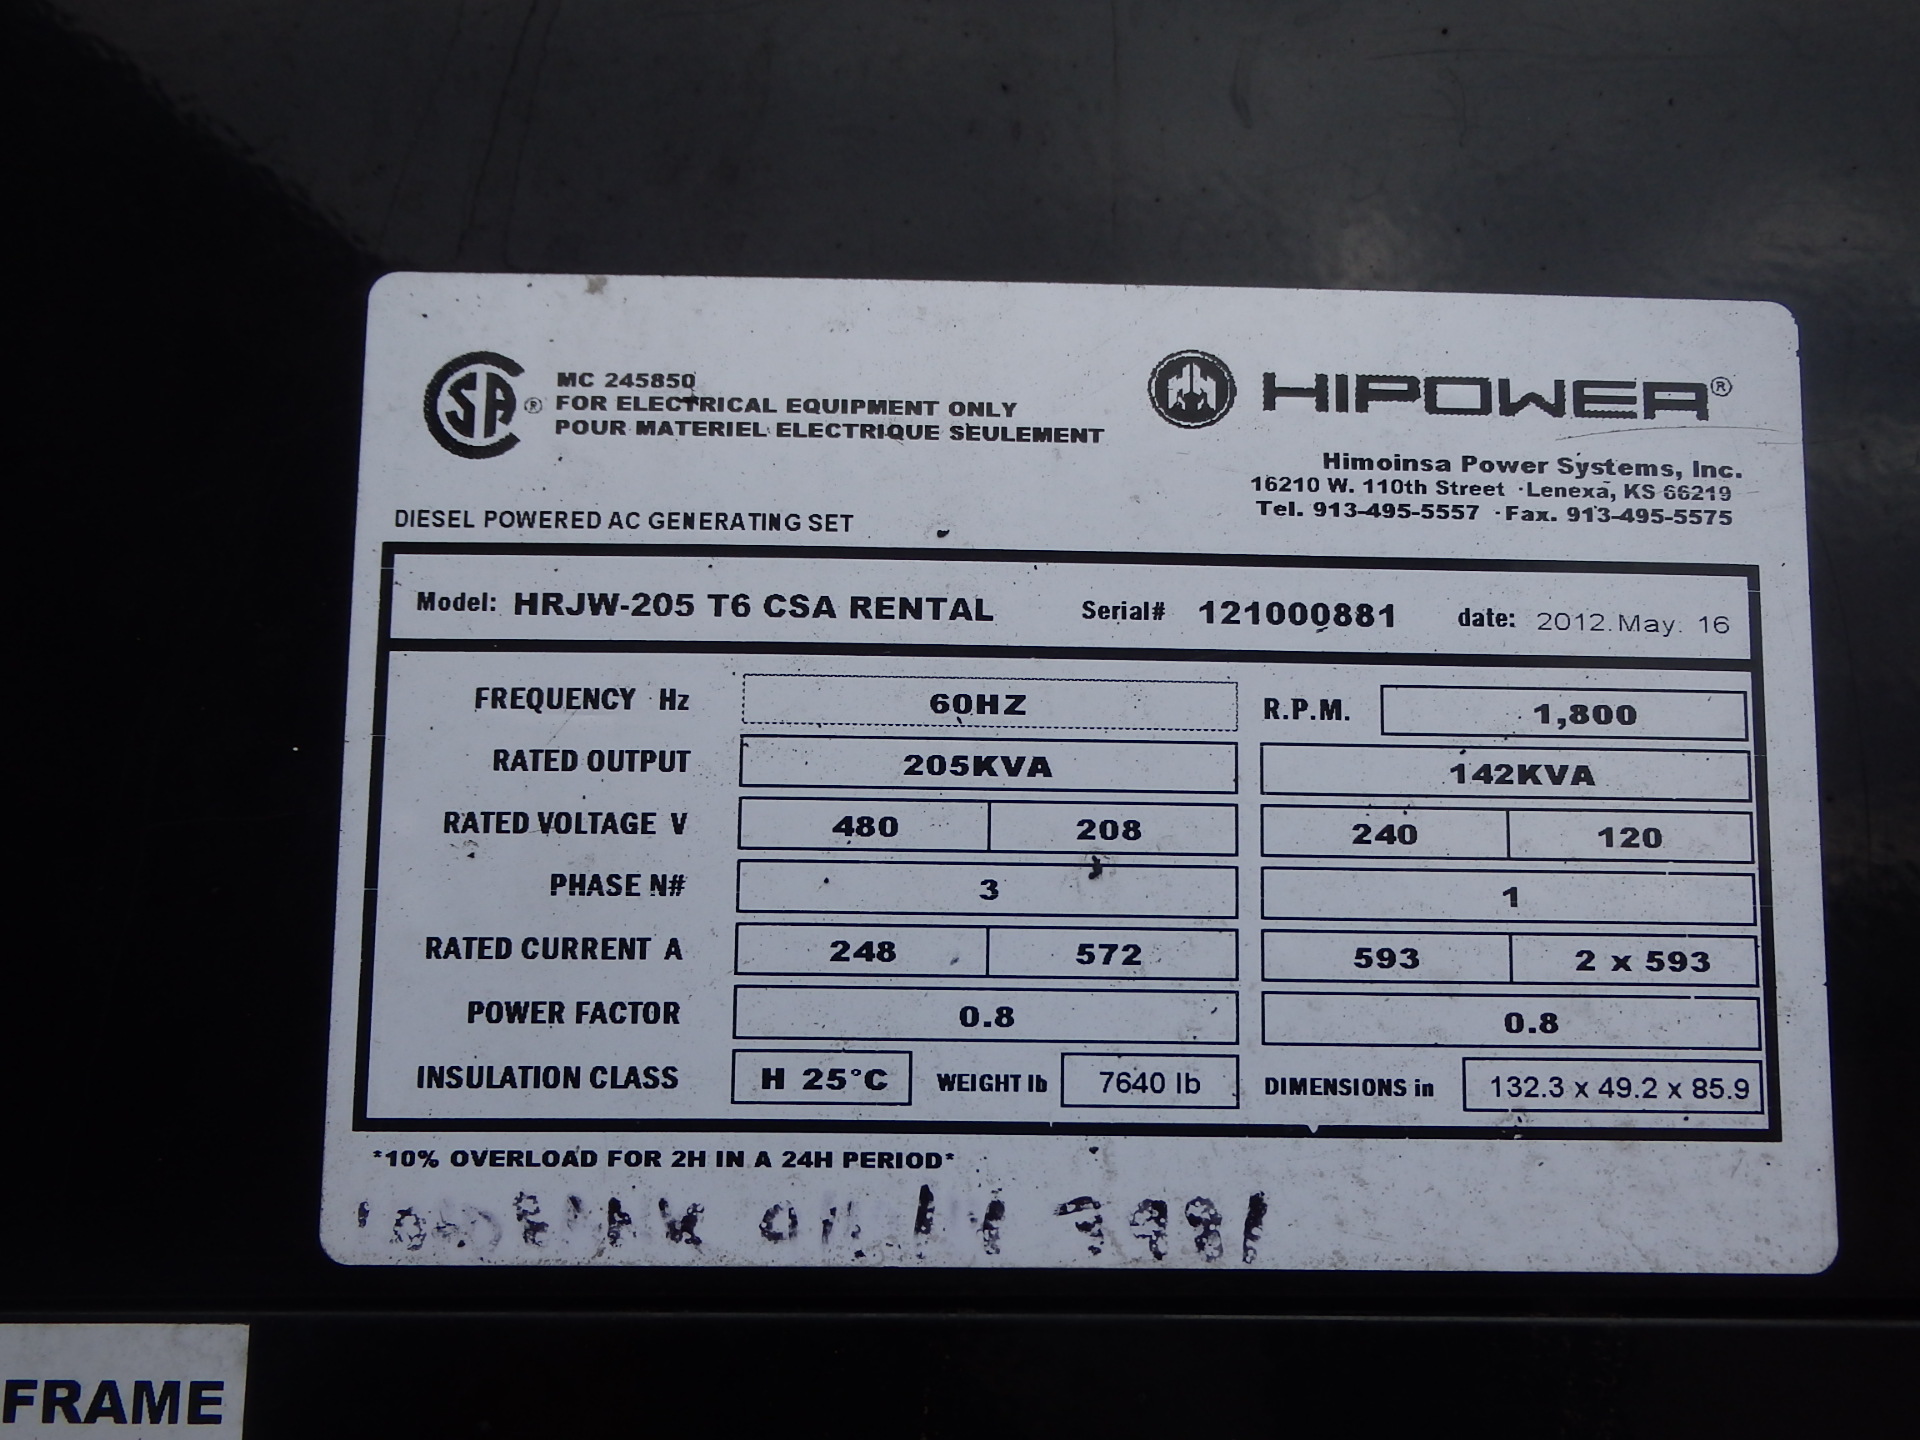 CSA® MC 245850
FOR ELECTRICAL EQUIPMENT ONLY
POUR MATERIEL ELECTRIQUE SEULEMENT
HIPOWER®
Himoinsa Power Systems, Inc.
16210 W. 110th Street · Lenexa, KS 66219
Tel. 913-495-5557 · Fax. 913-495-5575
DIESEL POWERED AC GENERATING SET
Model: HRJW-205 T6 CSA RENTAL Serial# 121000881 date: 2012.May. 16
FREQUENCY Hz 60HZ R.P.M. 1,800
RATED OUTPUT 205KVA 142KVA
RATED VOLTAGE V 480 208 240 120
PHASE N# 3 1
RATED CURRENT A 248 572 593 2 x 593
POWER FACTOR 0.8 0.8
INSULATION CLASS H 25°C WEIGHT lb 7640 lb DIMENSIONS in 132.3 x 49.2 x 85.9
*10% OVERLOAD FOR 2H IN A 24H PERIOD*
FRAME